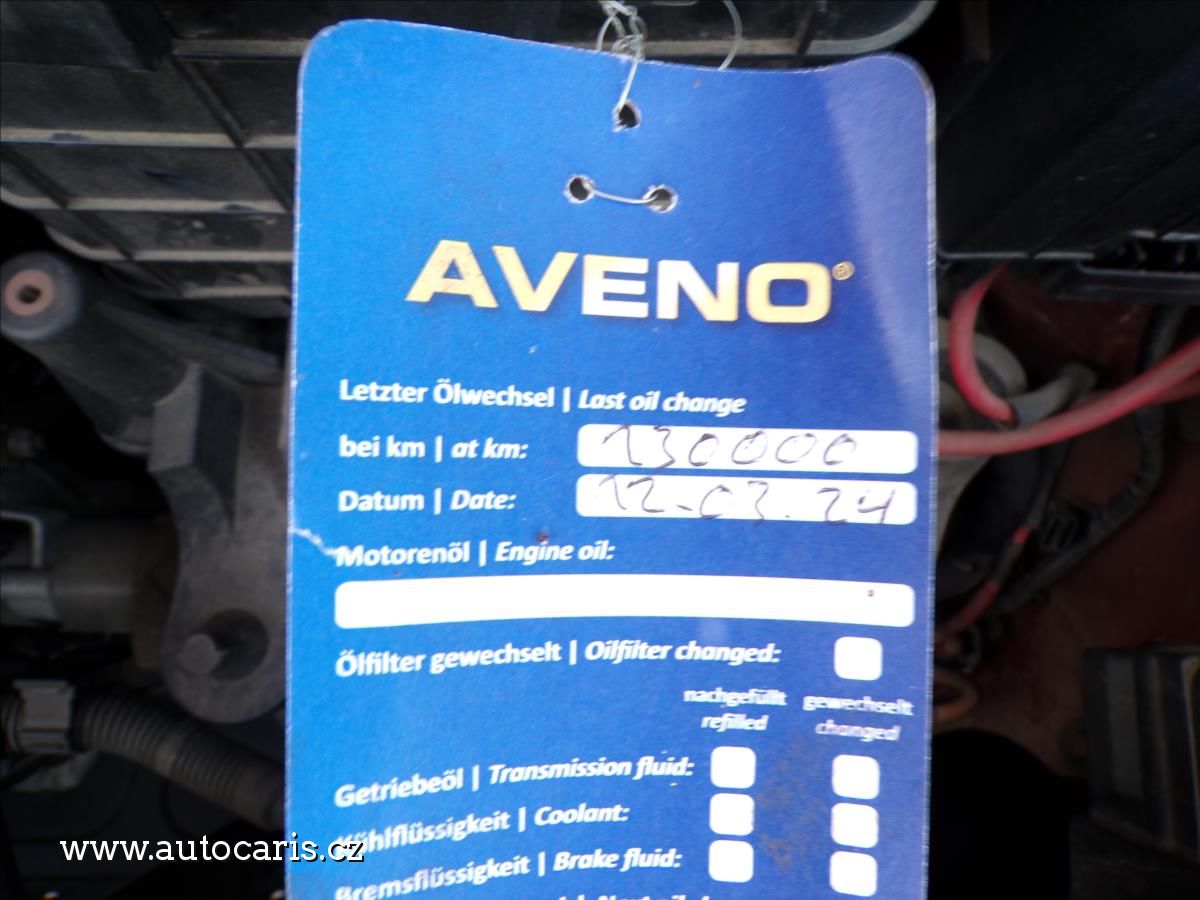 AVENO®
Letzter Ölwechsel | Last oil change
bei km | at km: 130000
Datum | Date: 12-03.24
Motorenöl | Engine oil:
Ölfilter gewechselt | Oilfilter changed:
nachgefüllt gewechselt
refilled changed
Getriebeöl | Transmission fluid:
Kühlflüssigkeit | Coolant:
www.autocaris.cz
Bremsflüssigkeit | Brake fluid: